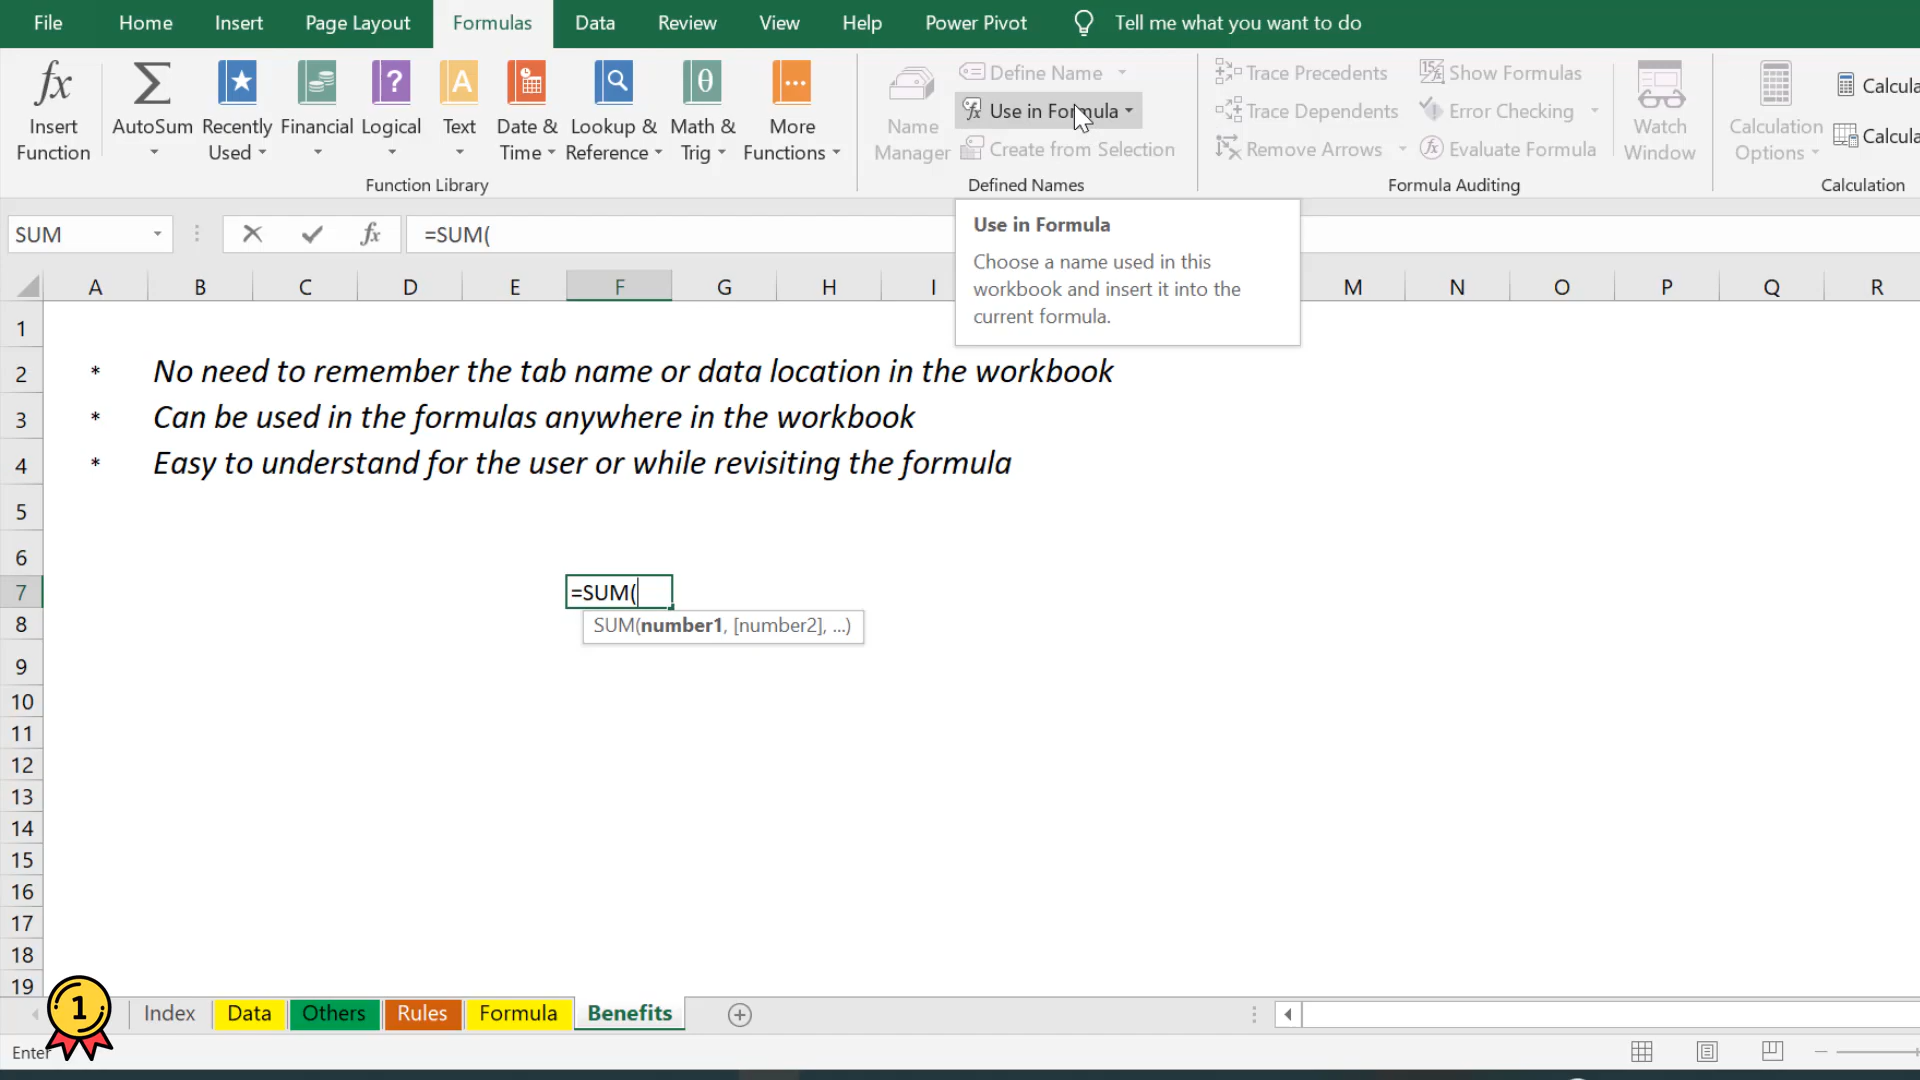 File Home Insert Page Layout Formulas Data Review View Help Power Pivot Tell me what you want to do
fx Insert Function
Σ AutoSum
Recently Used
Financial
Logical
? 
A Text
Date & Time
Lookup & Reference
θ Math & Trig
More Functions
Function Library
Name Manager
Define Name
Use in Formula
Create from Selection
Defined Names
Trace Precedents
Trace Dependents
Remove Arrows
Show Formulas
Error Checking
Evaluate Formula
Formula Auditing
Watch Window
Calculation Options
Calcula
Calcula
Calculation
SUM
fx
=SUM(
Use in Formula
Choose a name used in this
workbook and insert it into the
current formula.
A B C D E F G H I M N O P Q R
1
2 * No need to remember the tab name or data location in the workbook
3 * Can be used in the formulas anywhere in the workbook
4 * Easy to understand for the user or while revisiting the formula
5
6
7 =SUM(
8 SUM(number1, [number2], ...)
9
10
11
12
13
14
15
16
17
18
19
1
Index Data Others Rules Formula Benefits
Enter